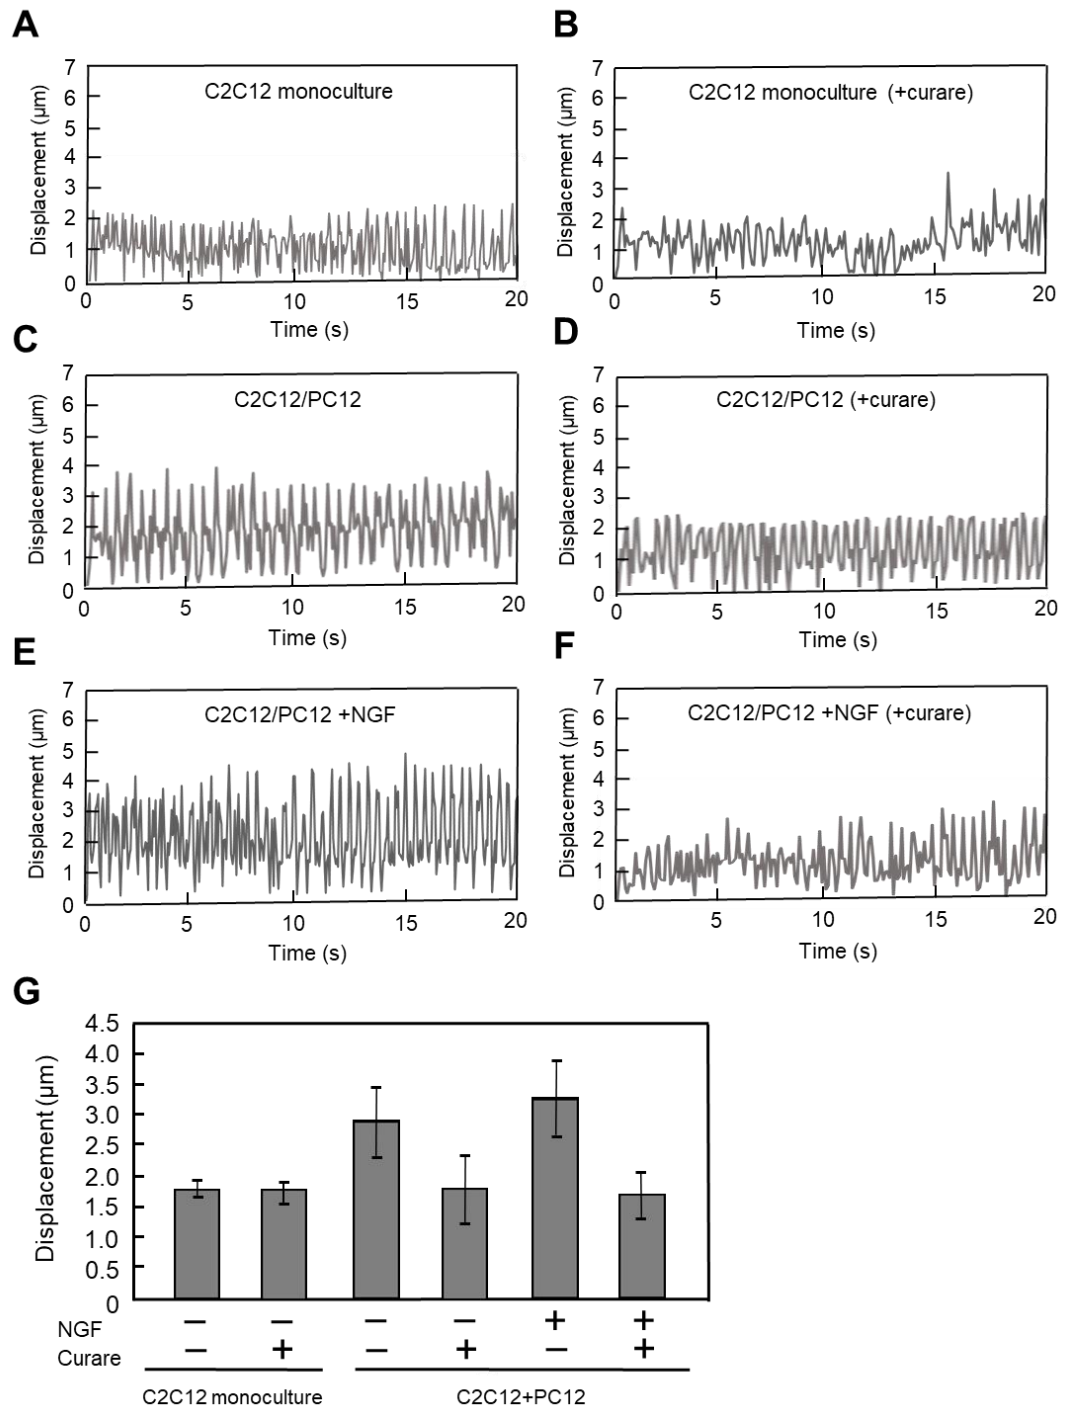 A
7
6
5
4
3
2
1
0
Displacement (μm)
C2C12 monoculture
0 5 10 15 20
Time (s)
B
7
6
5
4
3
2
1
0
Displacement (μm)
C2C12 monoculture (+curare)
0 5 10 15 20
Time (s)
C
7
6
5
4
3
2
1
0
Displacement (μm)
C2C12/PC12
0 5 10 15 20
Time (s)
D
7
6
5
4
3
2
1
0
Displacement (μm)
C2C12/PC12 (+curare)
0 5 10 15 20
Time (s)
E
7
6
5
4
3
2
1
0
Displacement (μm)
C2C12/PC12 +NGF
0 5 10 15 20
Time (s)
F
7
6
5
4
3
2
1
0
Displacement (μm)
C2C12/PC12 +NGF (+curare)
5 10 15 20
Time (s)
G
4.5
4.0
3.5
3.0
2.5
2.0
1.5
1.0
0.5
0
Displacement (μm)
NGF − − − − + +
Curare − + − + − +
C2C12 monoculture C2C12+PC12